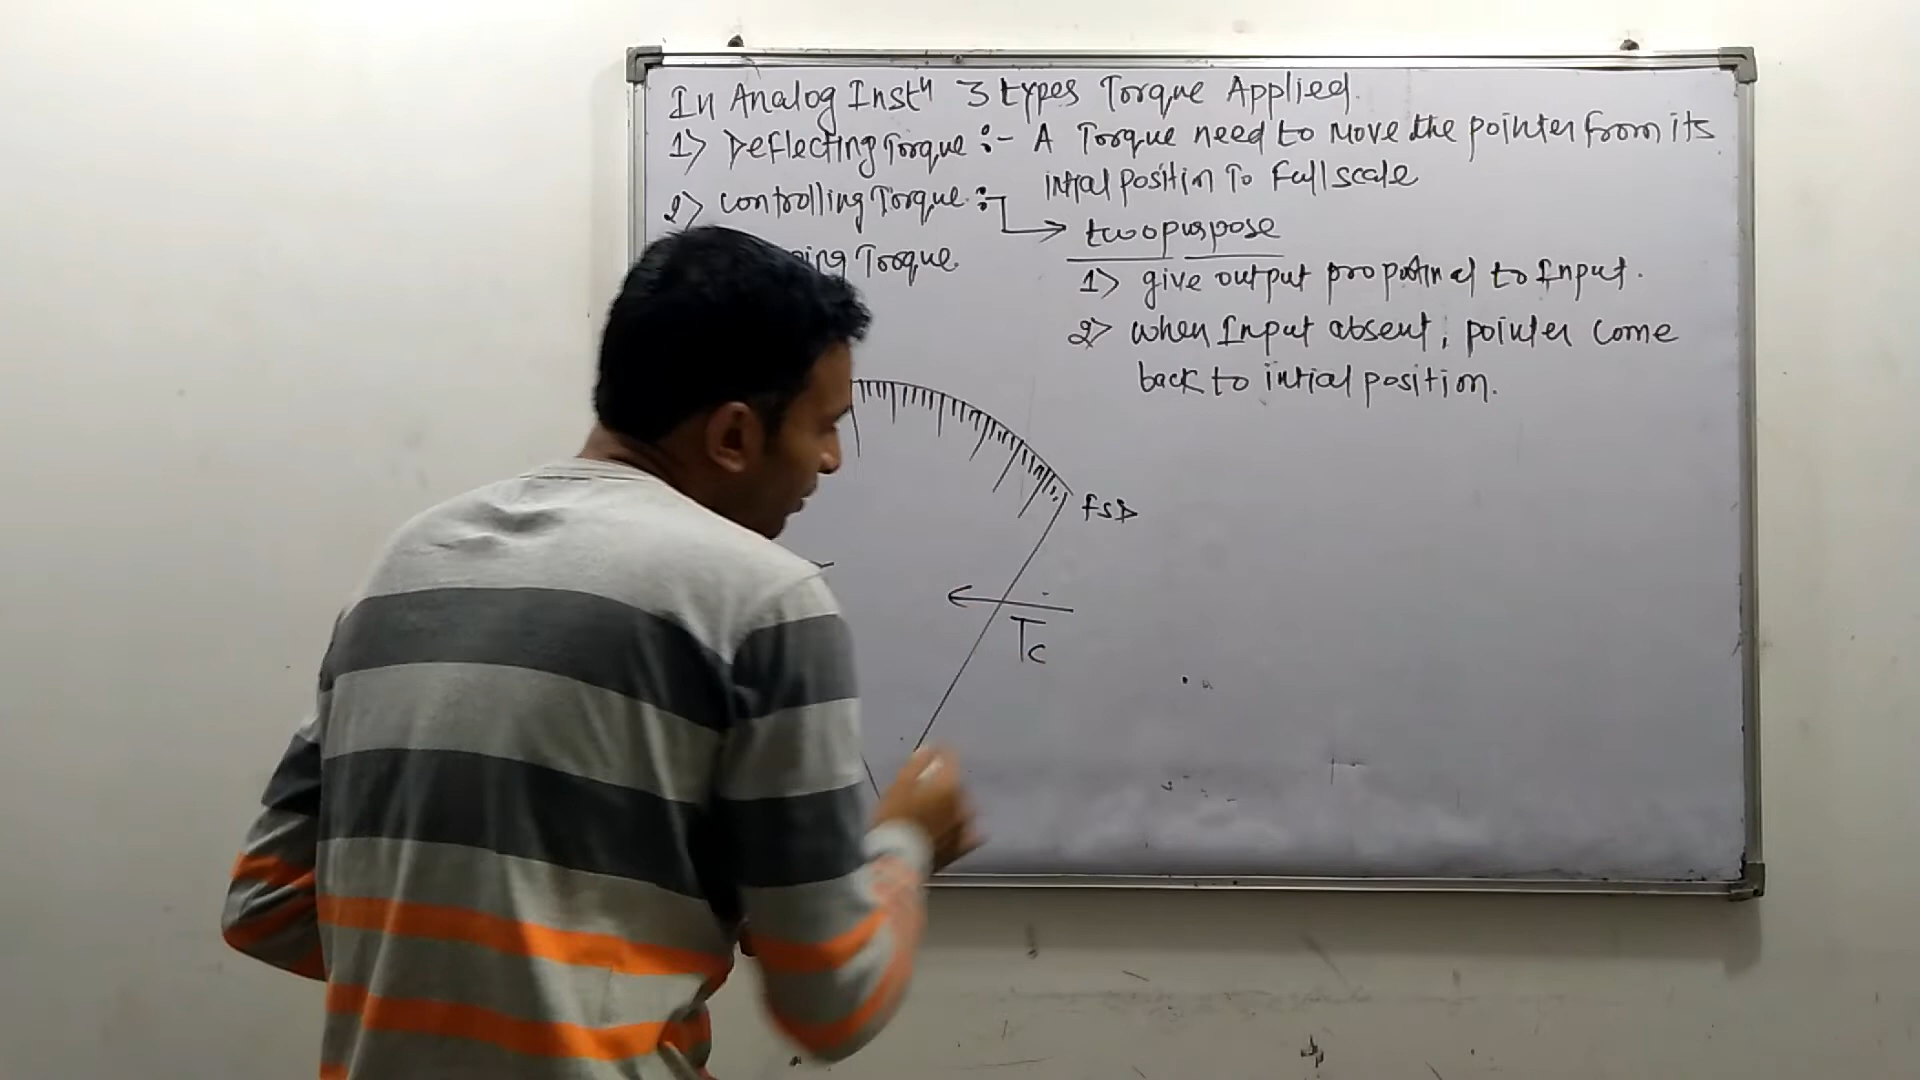 In Analog Instⁿ 3 types Torque Applied.
1) Deflecting Torque :- A Torque need to Move the pointer from its
intial position To Full scale
2) controlling Torque :- → two purpose
ping Torque.
1) give output propotinal to Input.
2) when Input absent, pointer come
back to intial position.
FSD
Tc